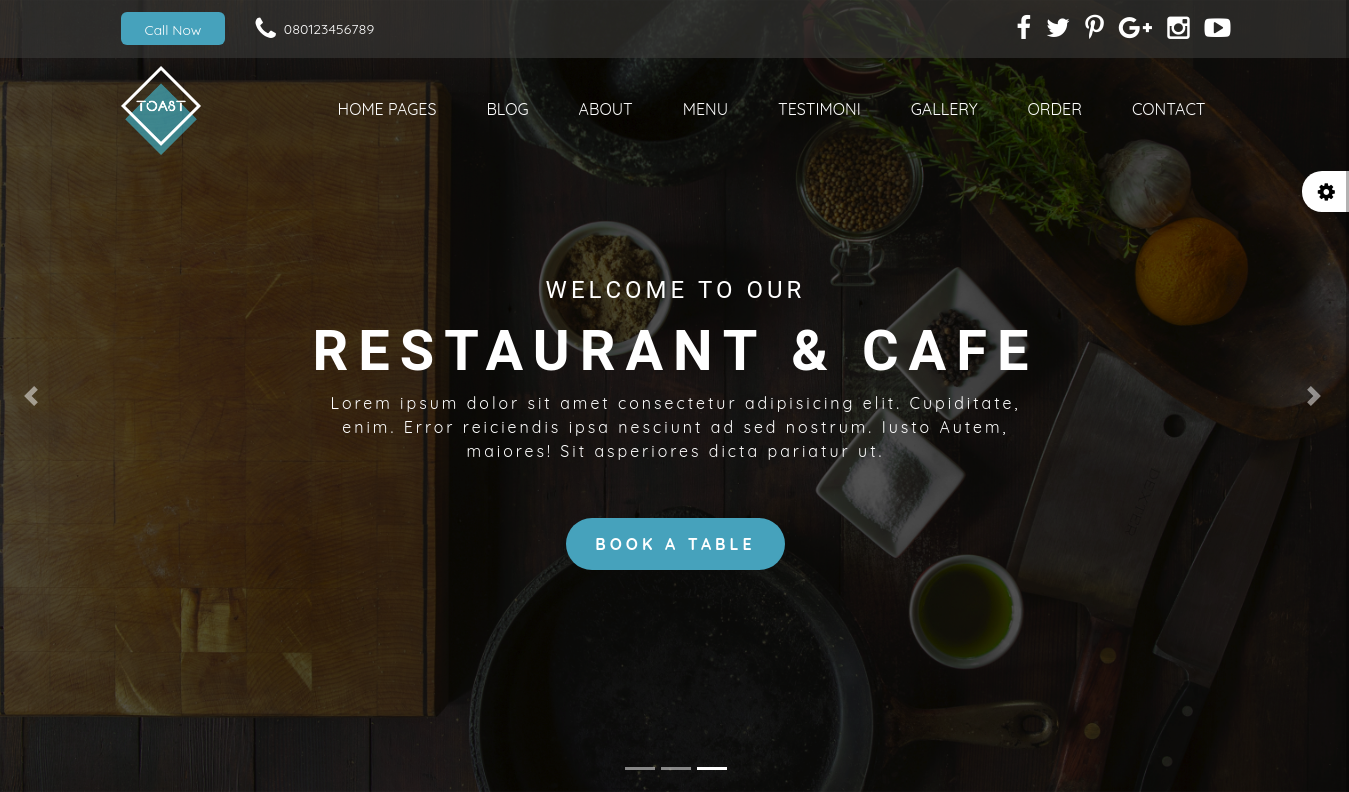 Call Now
080123456789
TOAST
HOME PAGES
BLOG
ABOUT
MENU
TESTIMONI
GALLERY
ORDER
CONTACT
WELCOME TO OUR
RESTAURANT & CAFE
Lorem ipsum dolor sit amet consectetur adipisicing elit. Cupiditate,
enim. Error reiciendis ipsa nesciunt ad sed nostrum. Iusto Autem,
maiores! Sit asperiores dicta pariatur ut.
BOOK A TABLE